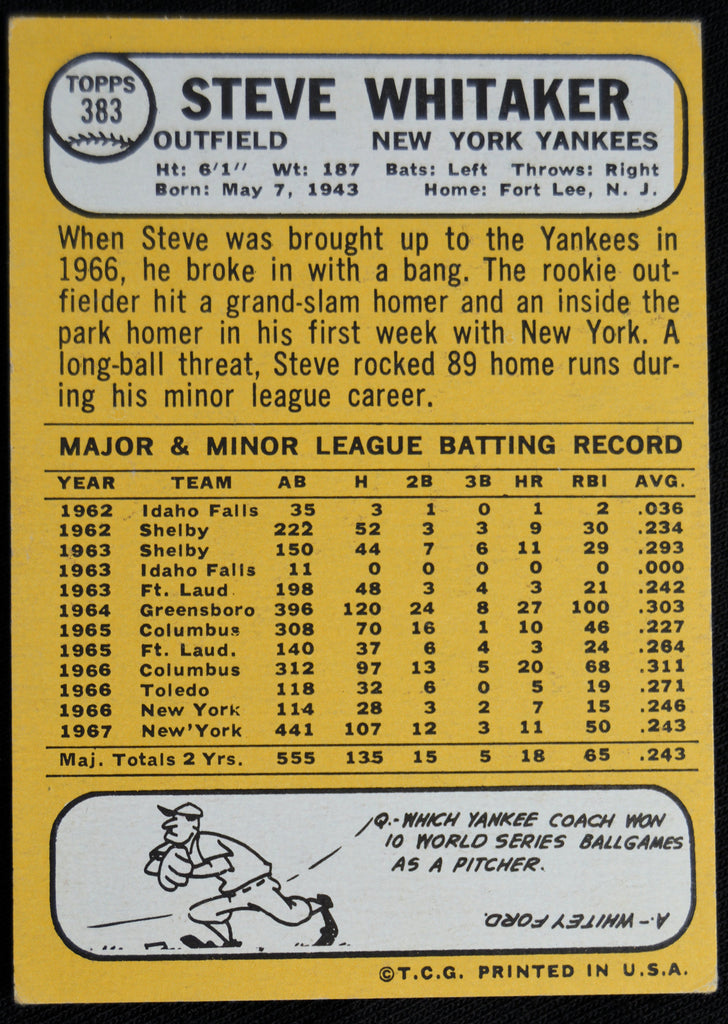 TOPPS
383
STEVE WHITAKER
OUTFIELD NEW YORK YANKEES
Ht: 6'1" Wt: 187 Bats: Left Throws: Right
Born: May 7, 1943 Home: Fort Lee, N. J.
When Steve was brought up to the Yankees in
1966, he broke in with a bang. The rookie out-
fielder hit a grand-slam homer and an inside the
park homer in his first week with New York. A
long-ball threat, Steve rocked 89 home runs dur-
ing his minor league career.
MAJOR & MINOR LEAGUE BATTING RECORD
YEAR TEAM AB H 2B 3B HR RBI AVG.
1962 Idaho Falls 35 3 1 0 1 2 .036
1962 Shelby 222 52 3 3 9 30 .234
1963 Shelby 150 44 7 6 11 29 .293
1963 Idaho Falls 11 0 0 0 0 0 .000
1963 Ft. Laud 198 48 3 4 3 21 .242
1964 Greensboro 396 120 24 8 27 100 .303
1965 Columbus 308 70 16 1 10 46 .227
1965 Ft. Laud. 140 37 6 4 3 24 .264
1966 Columbus 312 97 13 5 20 68 .311
1966 Toledo 118 32 6 0 5 19 .271
1966 New York 114 28 3 2 7 15 .246
1967 New York 441 107 12 3 11 50 .243
Maj. Totals 2 Yrs. 555 135 15 5 18 65 .243
Q.-WHICH YANKEE COACH WON
10 WORLD SERIES BALLGAMES
AS A PITCHER.
A-WHITEY FORD.
©T.C.G. PRINTED IN U.S.A.